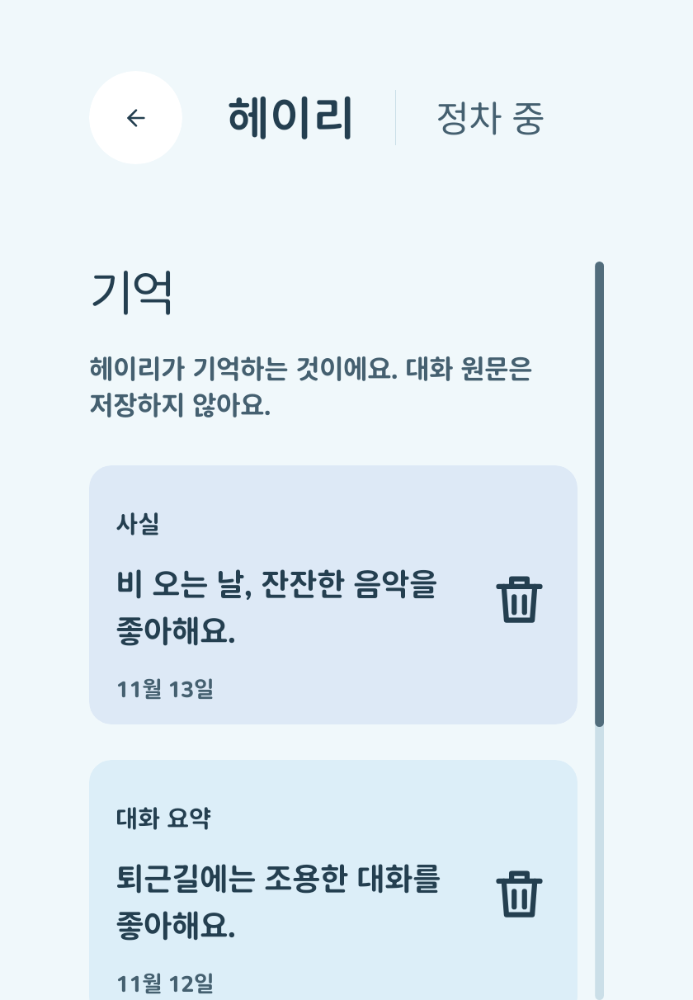 헤이리
정차 중
기억
헤이리가 기억하는 것이에요. 대화 원문은
저장하지 않아요.
사실
비 오는 날, 잔잔한 음악을
좋아해요.
11월 13일
대화 요약
퇴근길에는 조용한 대화를
좋아해요.
11월 12일